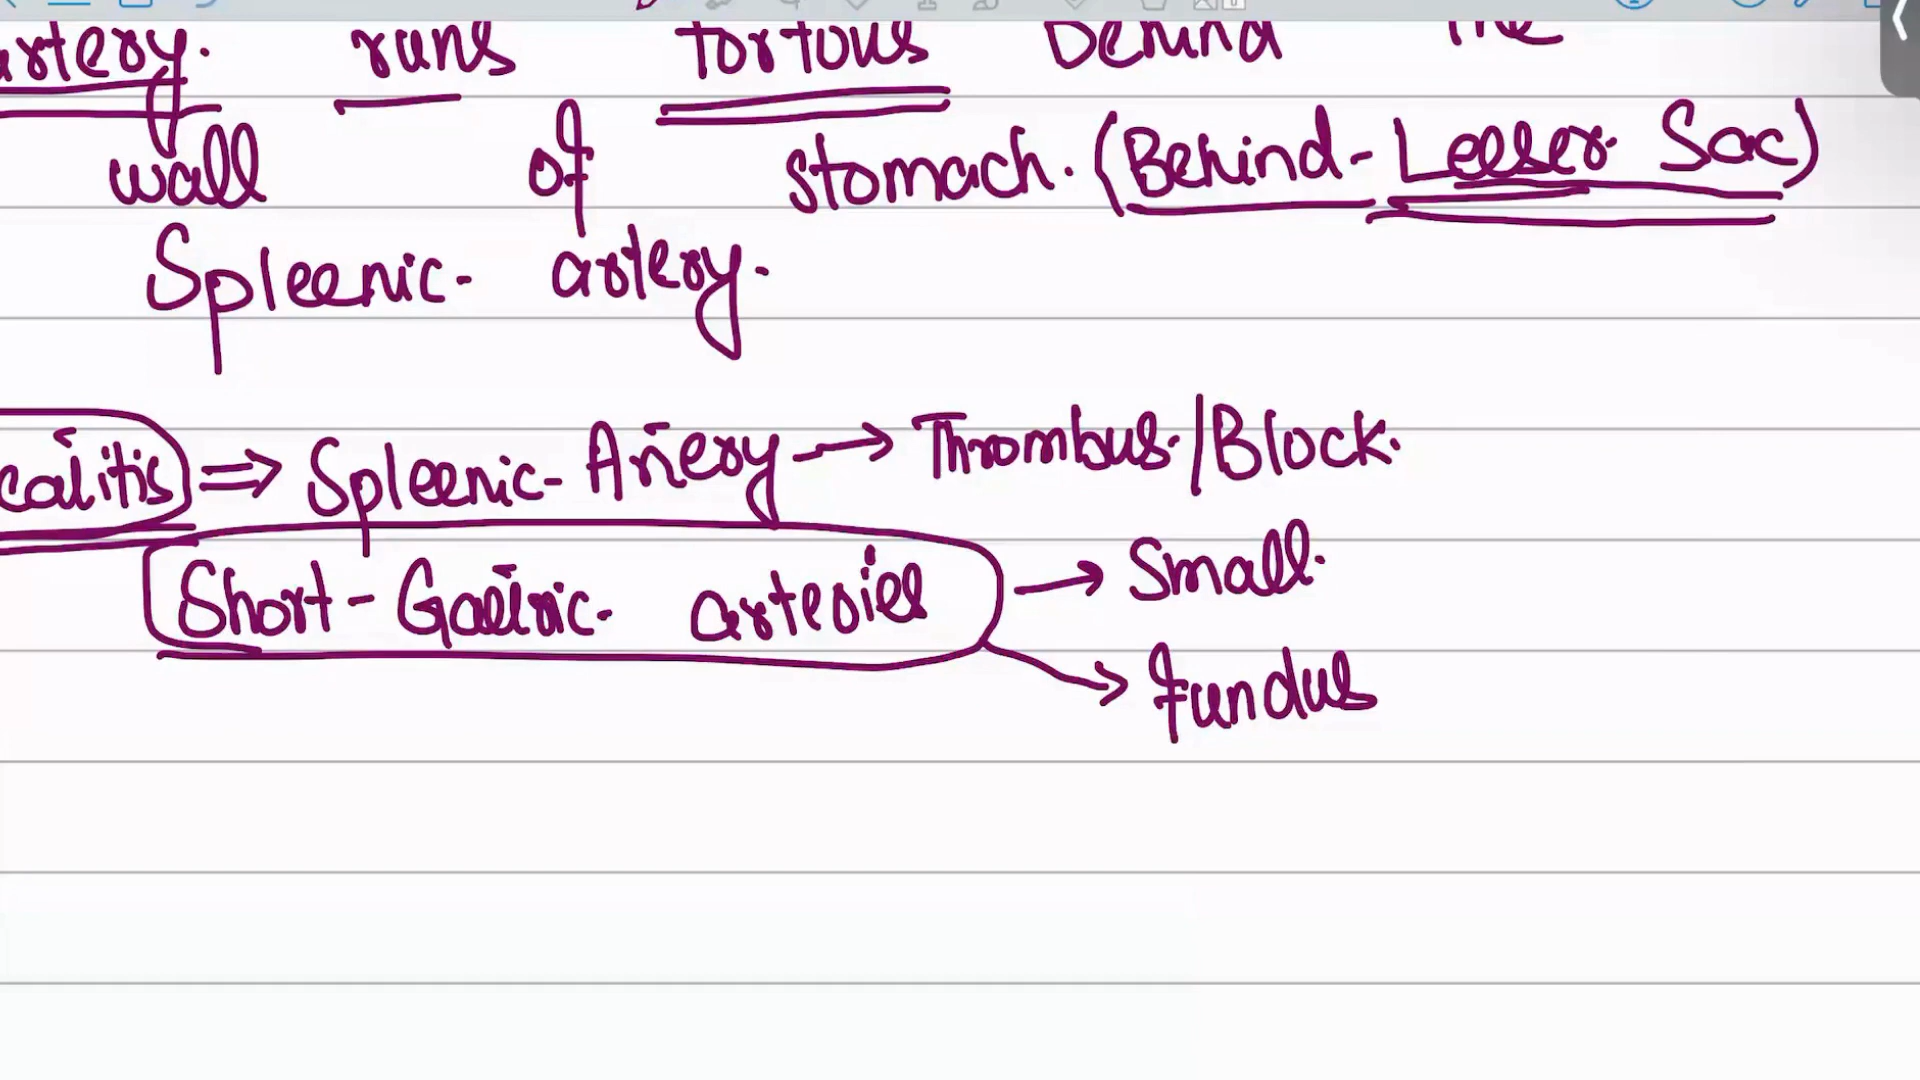 artery. runs tortous behind the
wall of stomach. (Behind- Lesser Sac)
Spleenic- artery.
calitis => Spleenic- Artery → Thrombus/Block.
Short-Gastric- arteries → Small.
→ fundus